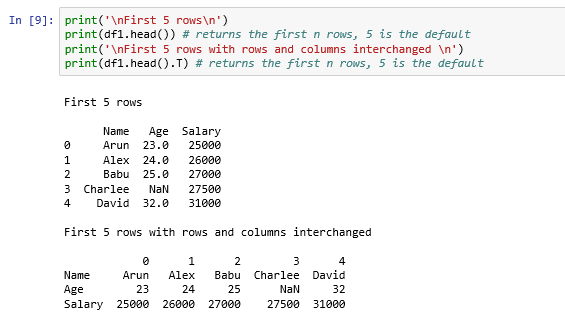 In [9]: print('\nFirst 5 rows\n')
print(df1.head()) # returns the first n rows, 5 is the default
print('\nFirst 5 rows with rows and columns interchanged \n')
print(df1.head().T) # returns the first n rows, 5 is the default
First 5 rows
Name Age Salary
0 Arun 23.0 25000
1 Alex 24.0 26000
2 Babu 25.0 27000
3 Charlee NaN 27500
4 David 32.0 31000
First 5 rows with rows and columns interchanged
0 1 2 3 4
Name Arun Alex Babu Charlee David
Age 23 24 25 NaN 32
Salary 25000 26000 27000 27500 31000